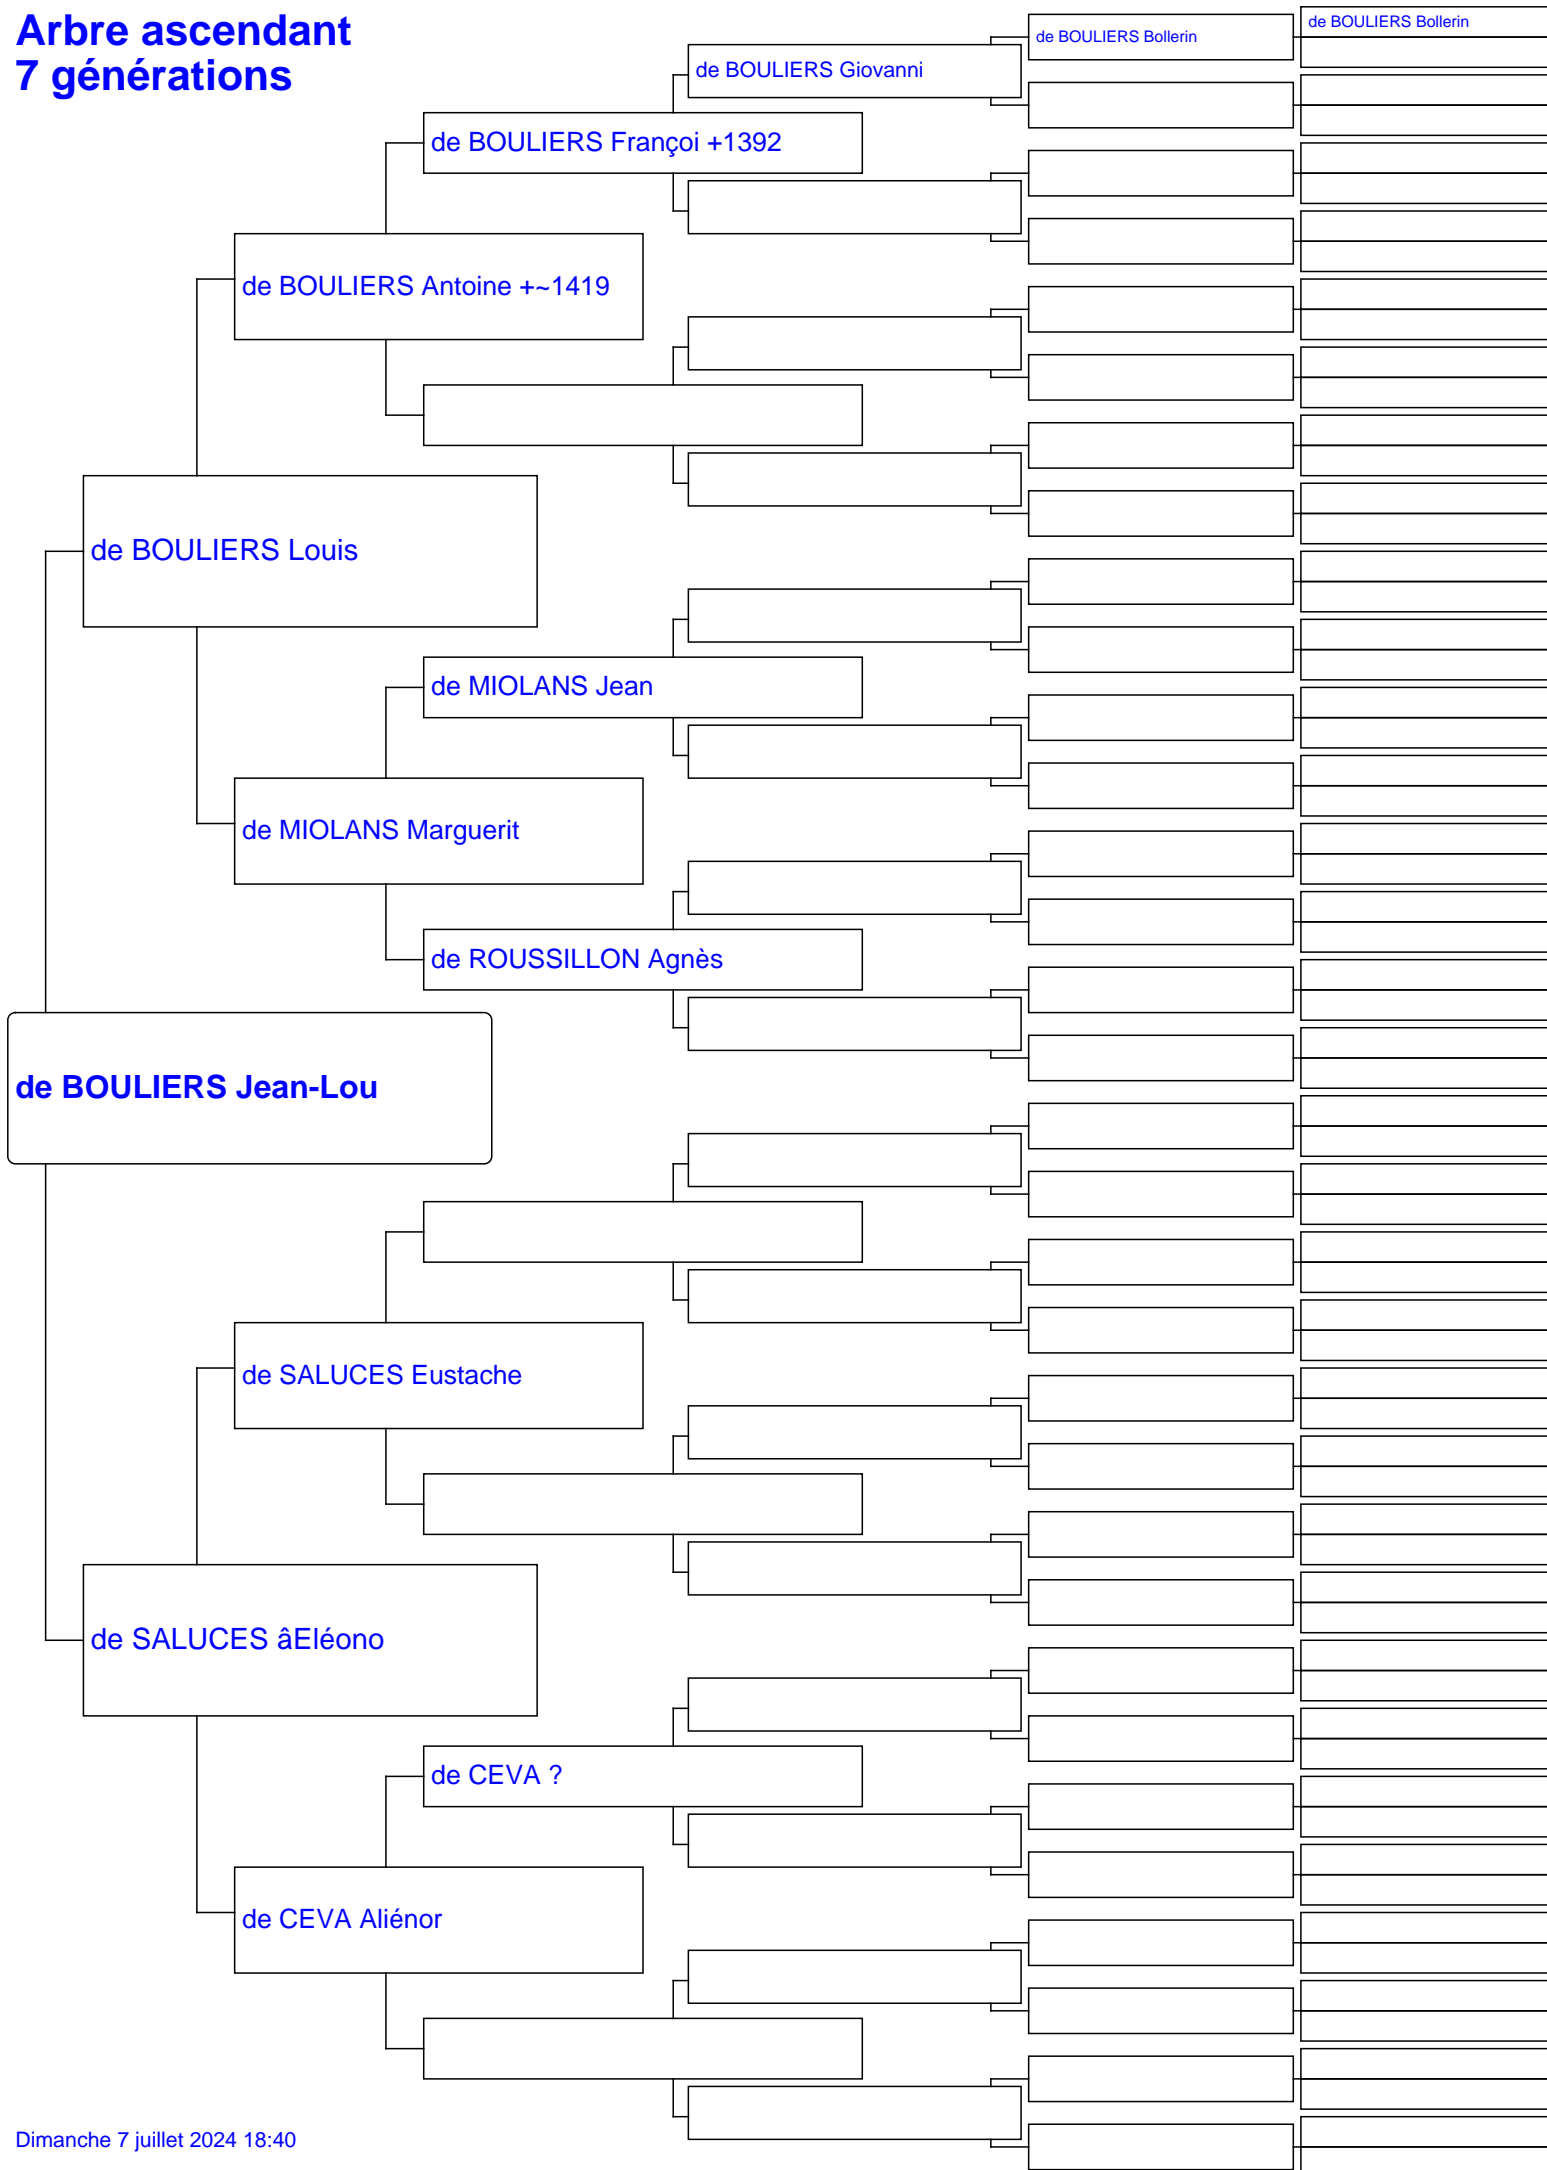 Arbre ascendant
7 générations
de BOULIERS Bollerin
de BOULIERS Bollerin
de BOULIERS Giovanni
de BOULIERS Françoi +1392
de BOULIERS Antoine +~1419
de BOULIERS Louis
de MIOLANS Jean
de MIOLANS Marguerit
de ROUSSILLON Agnès
de BOULIERS Jean-Lou
de SALUCES Eustache
de SALUCES âEléono
de CEVA ?
de CEVA Aliénor
Dimanche 7 juillet 2024 18:40